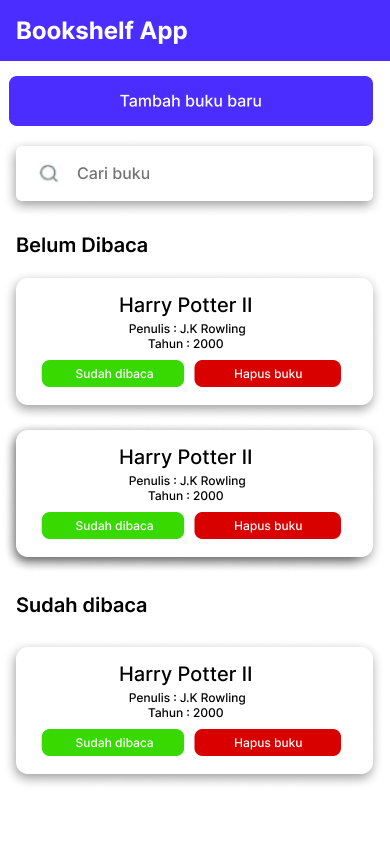 Bookshelf App
Tambah buku baru
Cari buku
Belum Dibaca
Harry Potter II
Penulis : J.K Rowling
Tahun : 2000
Sudah dibaca
Hapus buku
Harry Potter II
Penulis : J.K Rowling
Tahun : 2000
Sudah dibaca
Hapus buku
Sudah dibaca
Harry Potter II
Penulis : J.K Rowling
Tahun : 2000
Sudah dibaca
Hapus buku